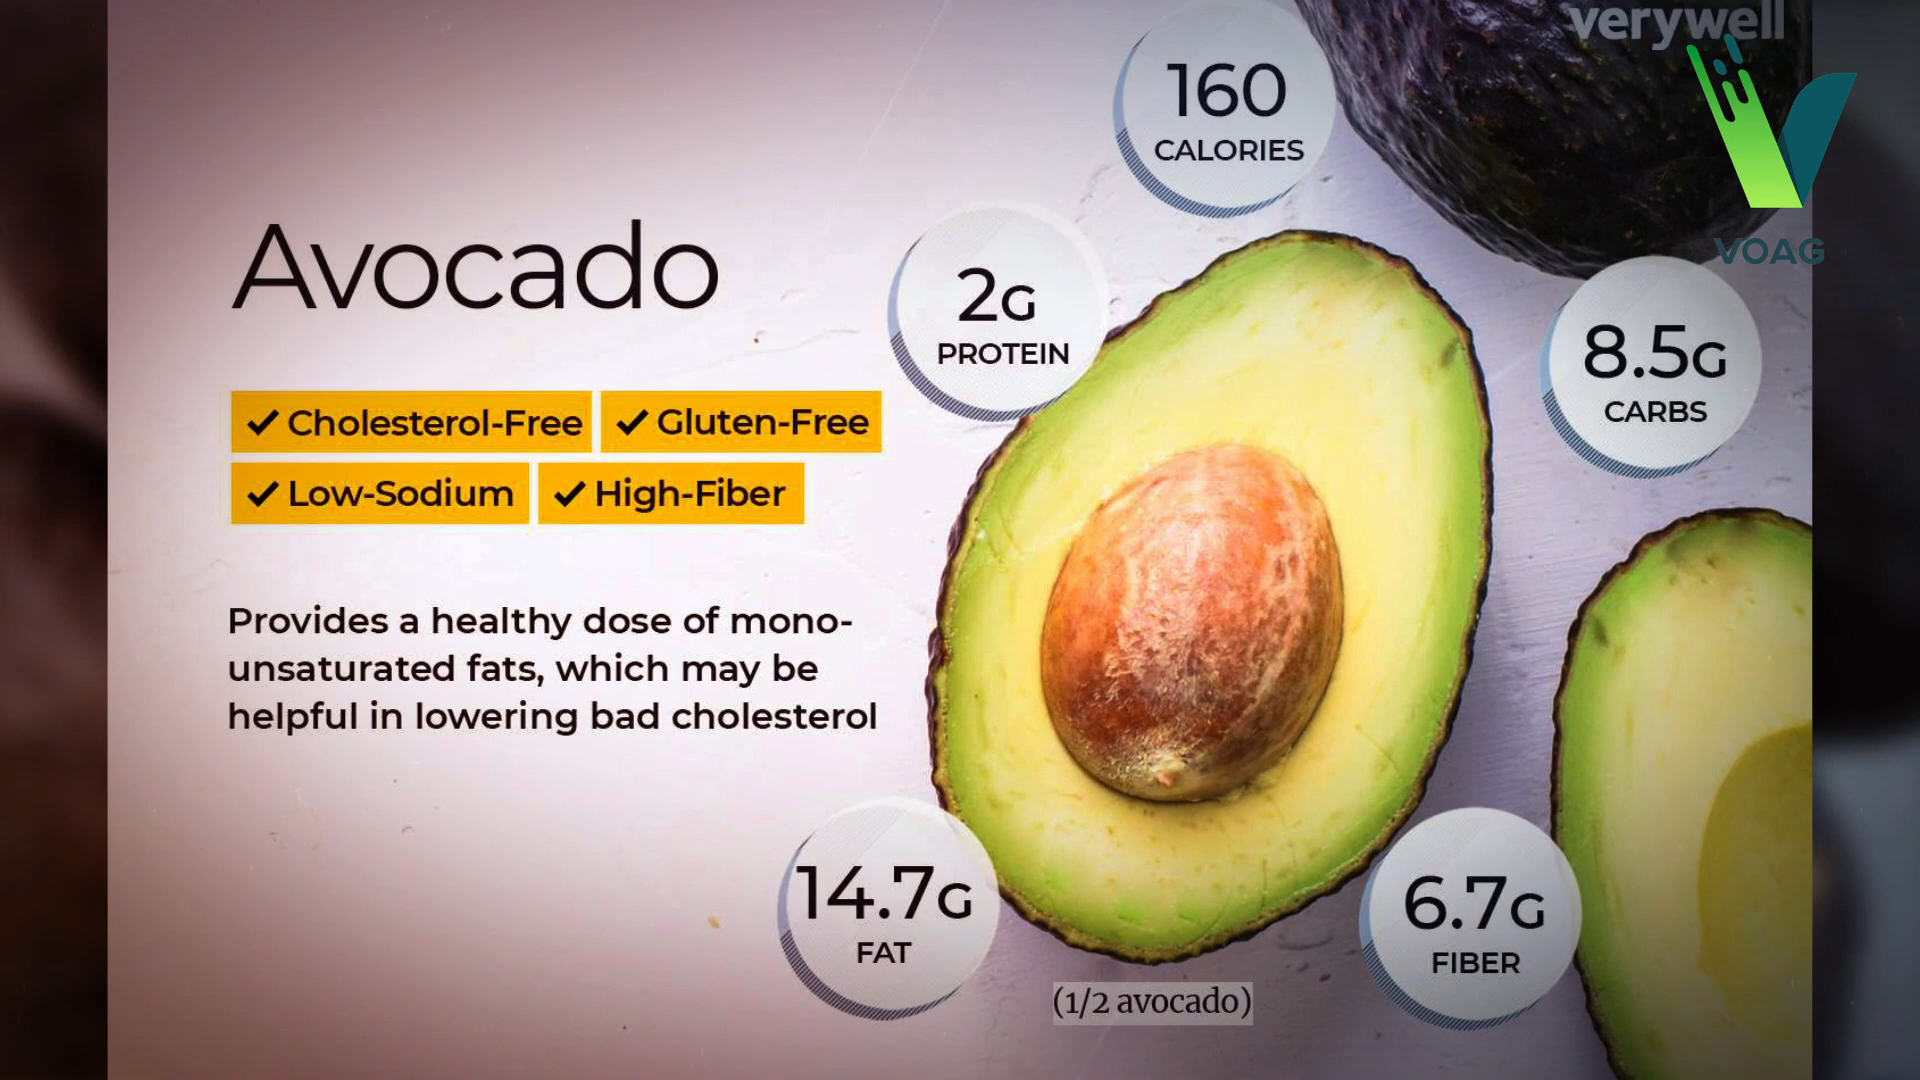 verywell
VOAG
160
CALORIES
Avocado
2G
PROTEIN
8.5G
CARBS
✓ Cholesterol-Free ✓ Gluten-Free
✓ Low-Sodium ✓ High-Fiber
Provides a healthy dose of mono-
unsaturated fats, which may be
helpful in lowering bad cholesterol
14.7G
FAT
6.7G
FIBER
(1/2 avocado)